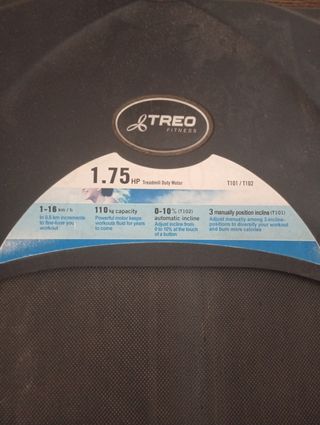 TREO
FITNESS
1.75 HP Treadmill Duty Motor T101 / T102
1-16 km / h
In 0.5 km increments
to fine-tune you
workout
110 kg capacity
Powerful motor keeps
workouts fluid for years
to come
0-10% (T102)
automatic incline
Adjust incline from
0 to 10% at the touch
of a button
3 manually position incline (T101)
Adjust manually among 3 incline-
positions to diversify your workout
and burn more calories